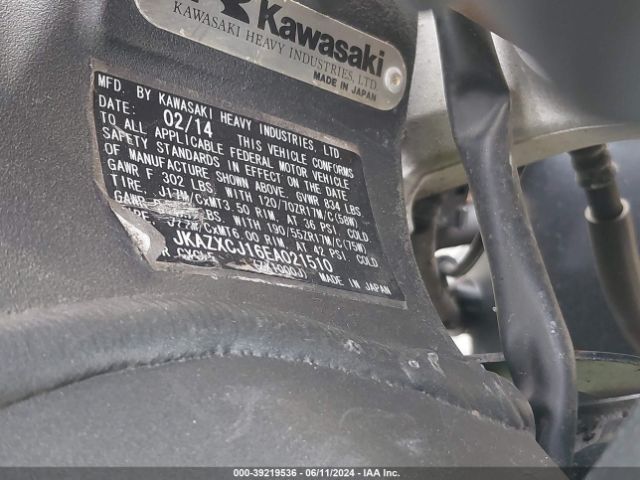 Kawasaki
KAWASAKI HEAVY INDUSTRIES, LTD.
MADE IN JAPAN
MFD. BY KAWASAKI HEAVY INDUSTRIES, LTD.
DATE: 02/14 THIS VEHICLE CONFORMS
TO ALL APPLICABLE FEDERAL MOTOR VEHICLE
SAFETY STANDARDS IN EFFECT ON THE DATE
OF MANUFACTURE SHOWN ABOVE GVWR 834 LBS
GAWR F 302 LBS. WITH 120/70ZR17M/C(58W)
TIRE, J17M/CxMT3.50 RIM, AT 36 PSI. COLD
GAWR LBS. WITH 190/55ZR17M/C(75W)
J17M/CxMT6.00 RIM, AT 42 PSI. COLD
JKAZXCJ16EA021510
MADE IN JAPAN
000-39219536 - 06/11/2024 - IAA Inc.